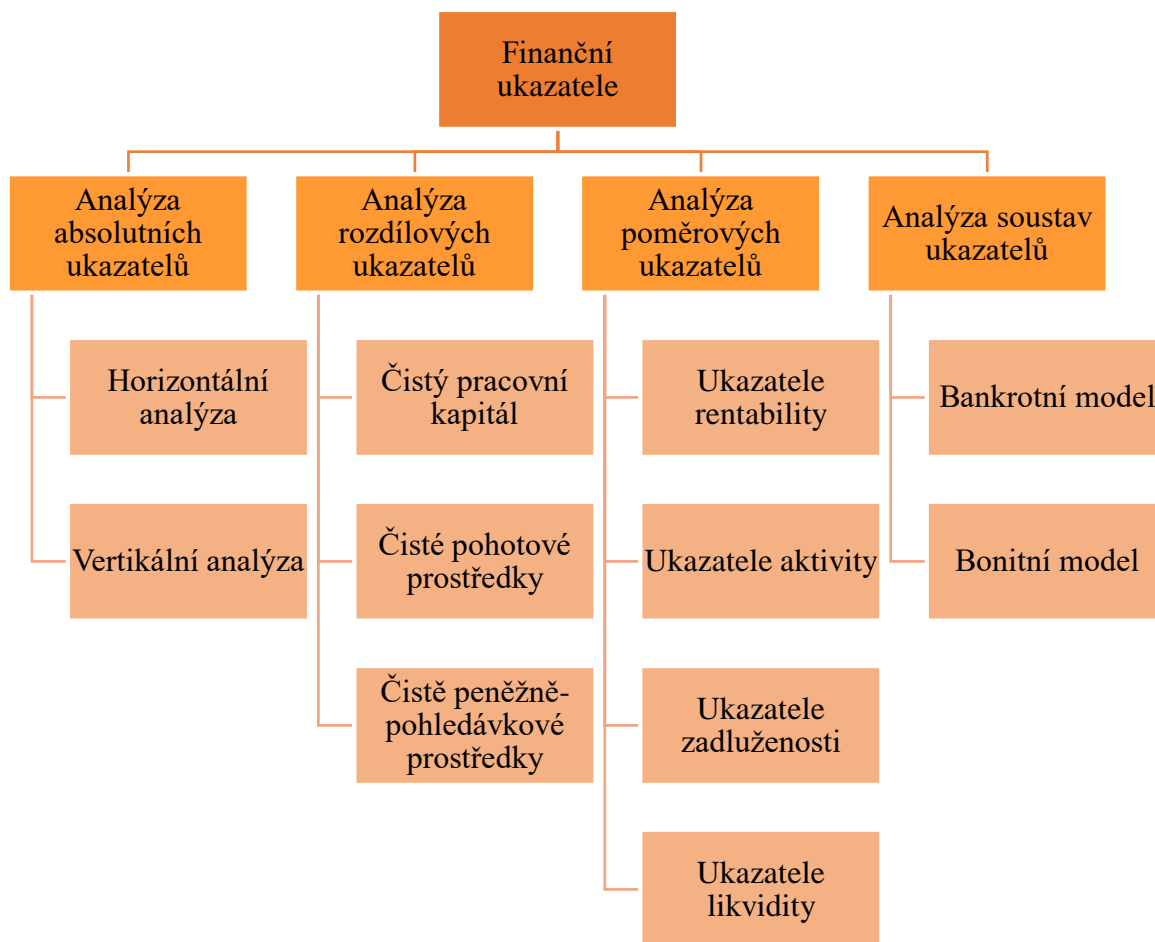 Finanční
ukazatele
Analýza
absolutních
ukazatelů
Analýza
rozdílových
ukazatelů
Analýza
poměrových
ukazatelů
Analýza soustav
ukazatelů
Horizontální
analýza
Čistý pracovní
kapitál
Ukazatele
rentability
Bankrotní model
Vertikální analýza
Čisté pohotové
prostředky
Ukazatele aktivity
Bonitní model
Čistě peněžně-
pohledávkové
prostředky
Ukazatele
zadluženosti
Ukazatele
likvidity